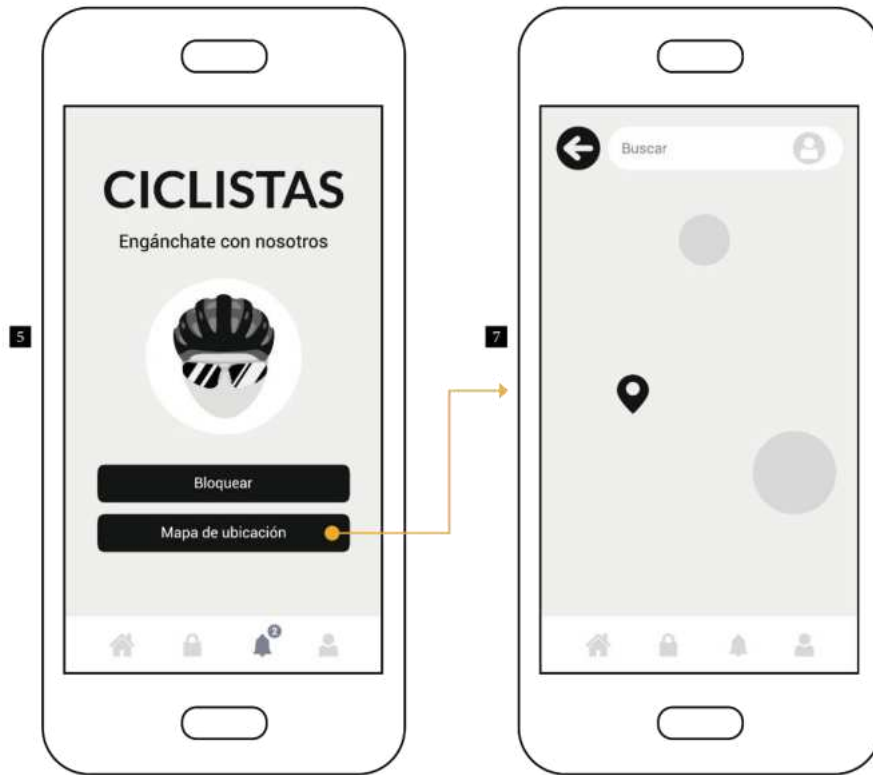 5
CICLISTAS
Engánchate con nosotros
Bloquear
Mapa de ubicación
2
7
Buscar